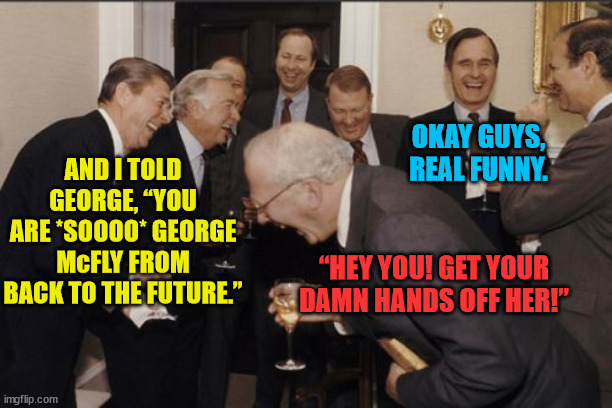 AND I TOLD
GEORGE, “YOU
ARE *SOOOO* GEORGE
McFLY FROM
BACK TO THE FUTURE.”
OKAY GUYS,
REAL FUNNY.
“HEY YOU! GET YOUR
DAMN HANDS OFF HER!”
imgflip.com